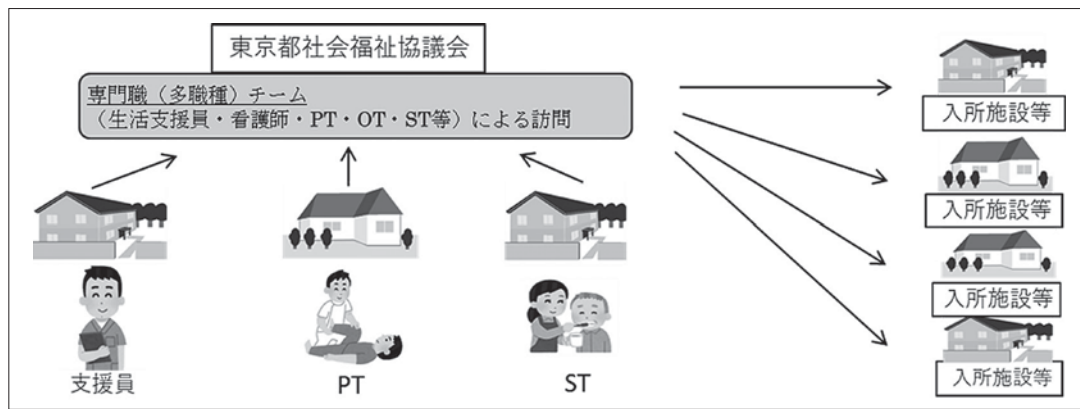 東京都社会福祉協議会
専門職（多職種）チーム
（生活支援員・看護師・PT・OT・ST等）による訪問
支援員
PT
ST
入所施設等
入所施設等
入所施設等
入所施設等